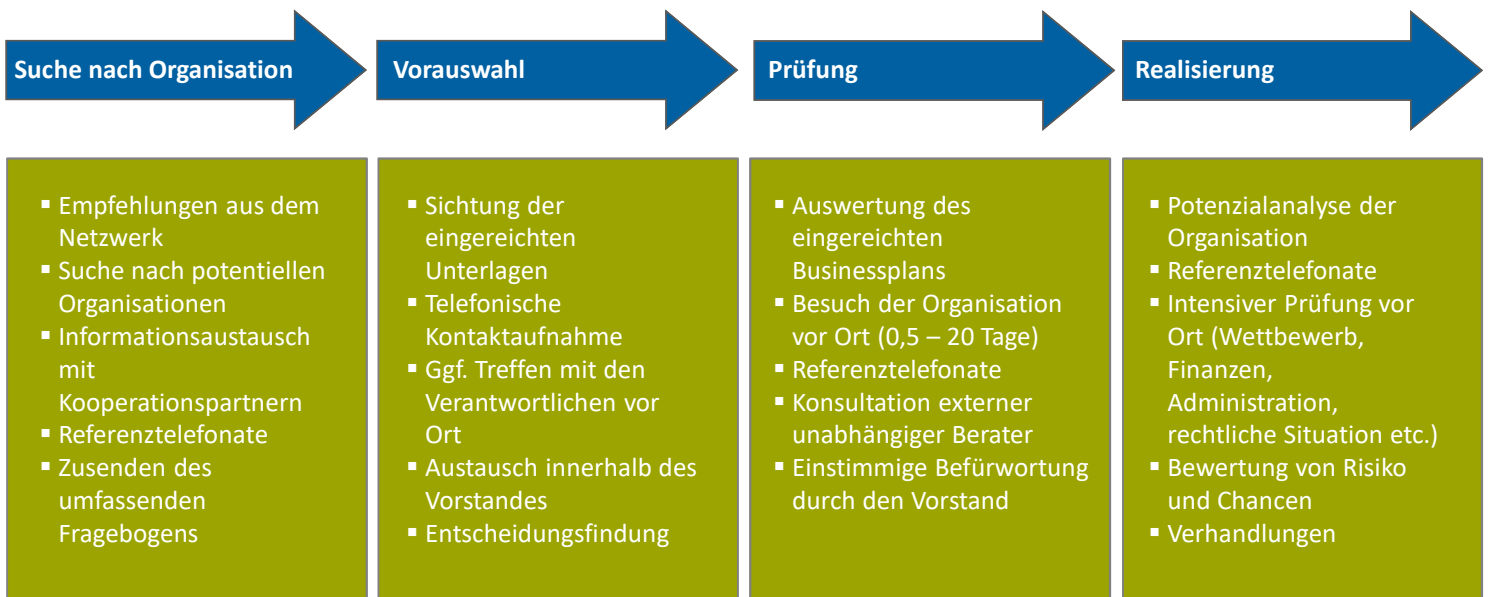 Suche nach Organisation
Vorauswahl
Prüfung
Realisierung
▪ Empfehlungen aus dem
Netzwerk
▪ Suche nach potentiellen
Organisationen
▪ Informationsaustausch
mit
Kooperationspartnern
▪ Referenztelefonate
▪ Zusenden des
umfassenden
Fragebogens
▪ Sichtung der
eingereichten
Unterlagen
▪ Telefonische
Kontaktaufnahme
▪ Ggf. Treffen mit den
Verantwortlichen vor
Ort
▪ Austausch innerhalb des
Vorstandes
▪ Entscheidungsfindung
▪ Auswertung des
eingereichten
Businessplans
▪ Besuch der Organisation
vor Ort (0,5 – 20 Tage)
▪ Referenztelefonate
▪ Konsultation externer
unabhängiger Berater
▪ Einstimmige Befürwortung
durch den Vorstand
▪ Potenzialanalyse der
Organisation
▪ Referenztelefonate
▪ Intensiver Prüfung vor
Ort (Wettbewerb,
Finanzen,
Administration,
rechtliche Situation etc.)
▪ Bewertung von Risiko
und Chancen
▪ Verhandlungen